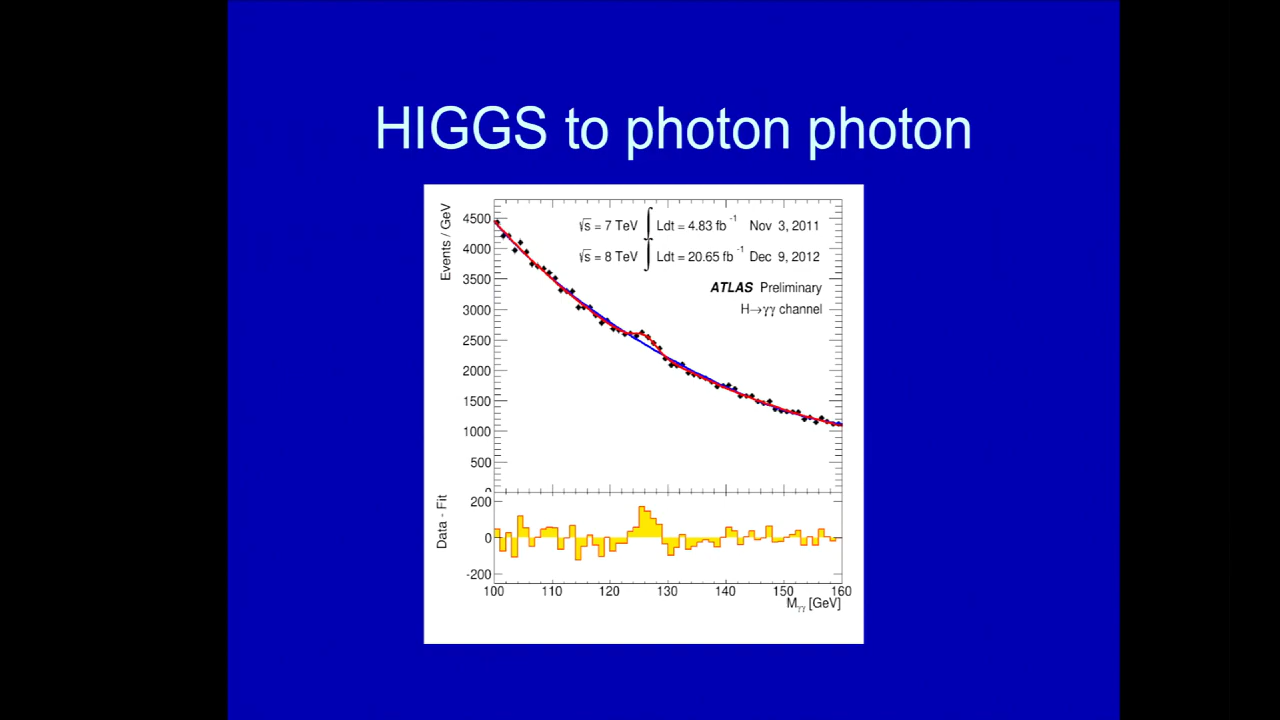 HIGGS to photon photon
Events / GeV
4500
4000
3500
3000
2500
2000
1500
1000
500
0
√s = 7 TeV ∫ Ldt = 4.83 fb⁻¹ Nov 3, 2011
√s = 8 TeV ∫ Ldt = 20.65 fb⁻¹ Dec 9, 2012
ATLAS Preliminary
H→γγ channel
Data - Fit
200
0
-200
100 110 120 130 140 150 160
Mγγ [GeV]